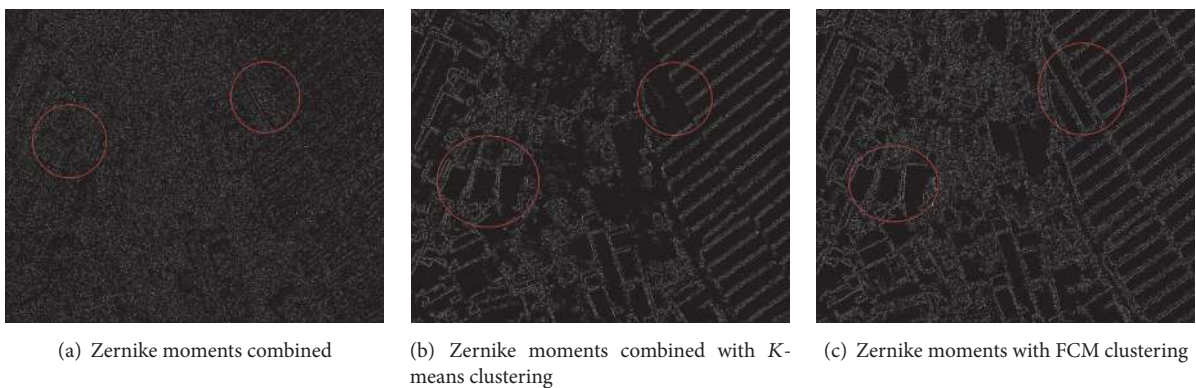 (a) Zernike moments combined
(b) Zernike moments combined with K-
means clustering
(c) Zernike moments with FCM clustering